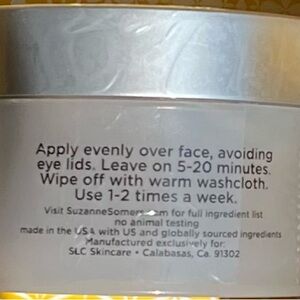 Apply evenly over face, avoiding
eye lids. Leave on 5-20 minutes.
Wipe off with warm washcloth.
Use 1-2 times a week.
Visit SuzanneSomers.com for full ingredient list
no animal testing
made in the USA with US and globally sourced ingredients
Manufactured exclusively for:
SLC Skincare • Calabasas, Ca. 91302